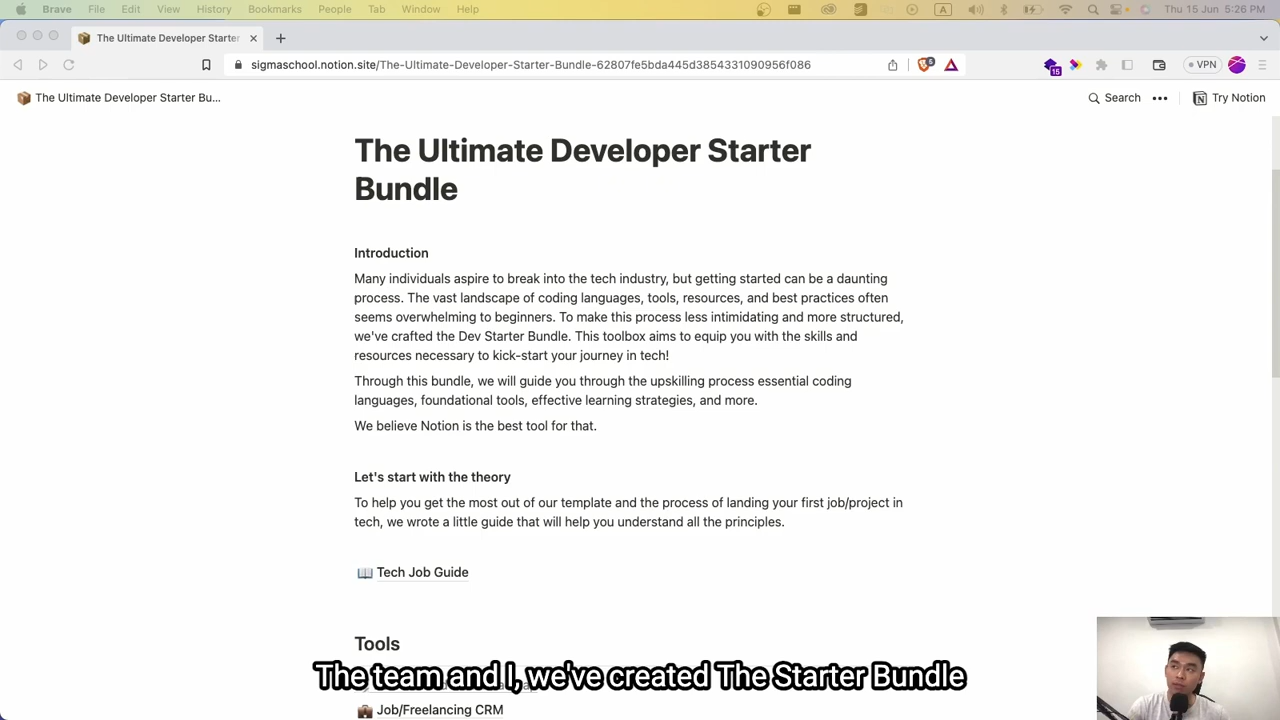 Brave File Edit View History Bookmarks People Tab Window Help A Thu 15 Jun 5:26 PM
The Ultimate Developer Starter
sigmaschool.notion.site/The-Ultimate-Developer-Starter-Bundle-62807fe5bda445d3854331090956f086 6 15 VPN
The Ultimate Developer Starter Bu... Search ••• Try Notion
The Ultimate Developer Starter
Bundle
Introduction
Many individuals aspire to break into the tech industry, but getting started can be a daunting
process. The vast landscape of coding languages, tools, resources, and best practices often
seems overwhelming to beginners. To make this process less intimidating and more structured,
we've crafted the Dev Starter Bundle. This toolbox aims to equip you with the skills and
resources necessary to kick-start your journey in tech!
Through this bundle, we will guide you through the upskilling process essential coding
languages, foundational tools, effective learning strategies, and more.
We believe Notion is the best tool for that.
Let's start with the theory
To help you get the most out of our template and the process of landing your first job/project in
tech, we wrote a little guide that will help you understand all the principles.
Tech Job Guide
Tools
The team and I, we've created The Starter Bundle
Job/Freelancing CRM